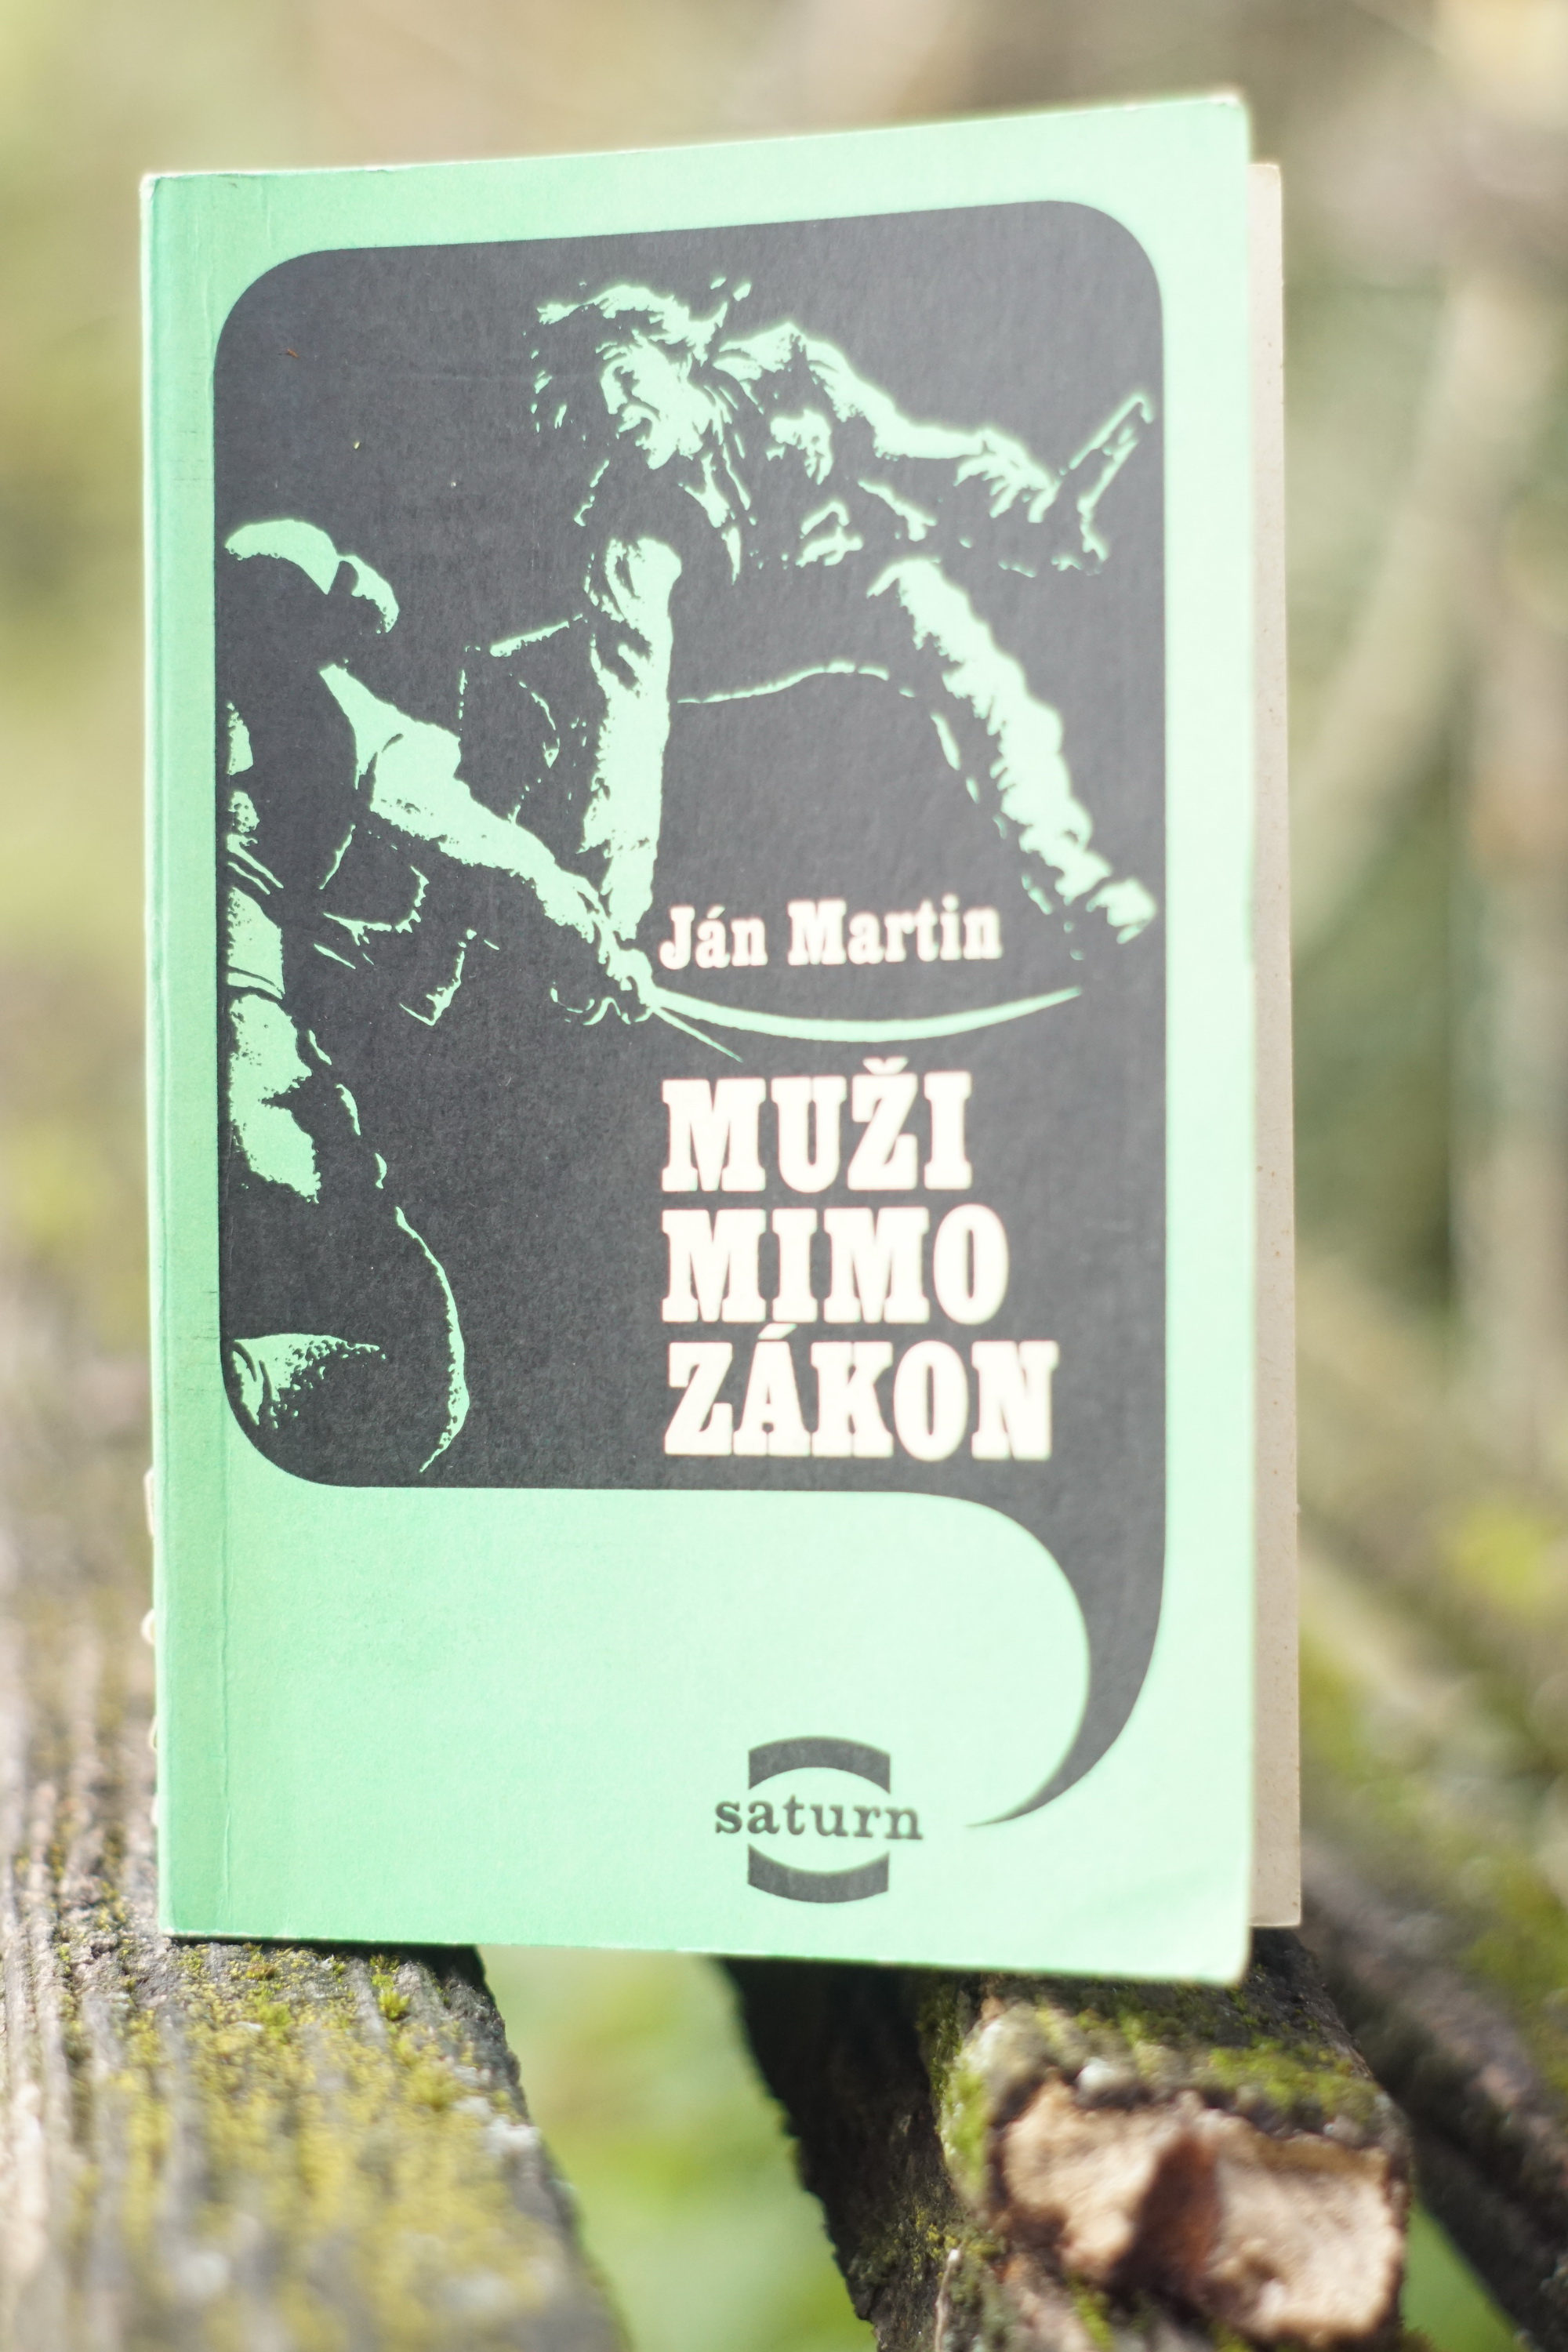 Ján Martin
MUŽI
MIMO
ZÁKON
saturn